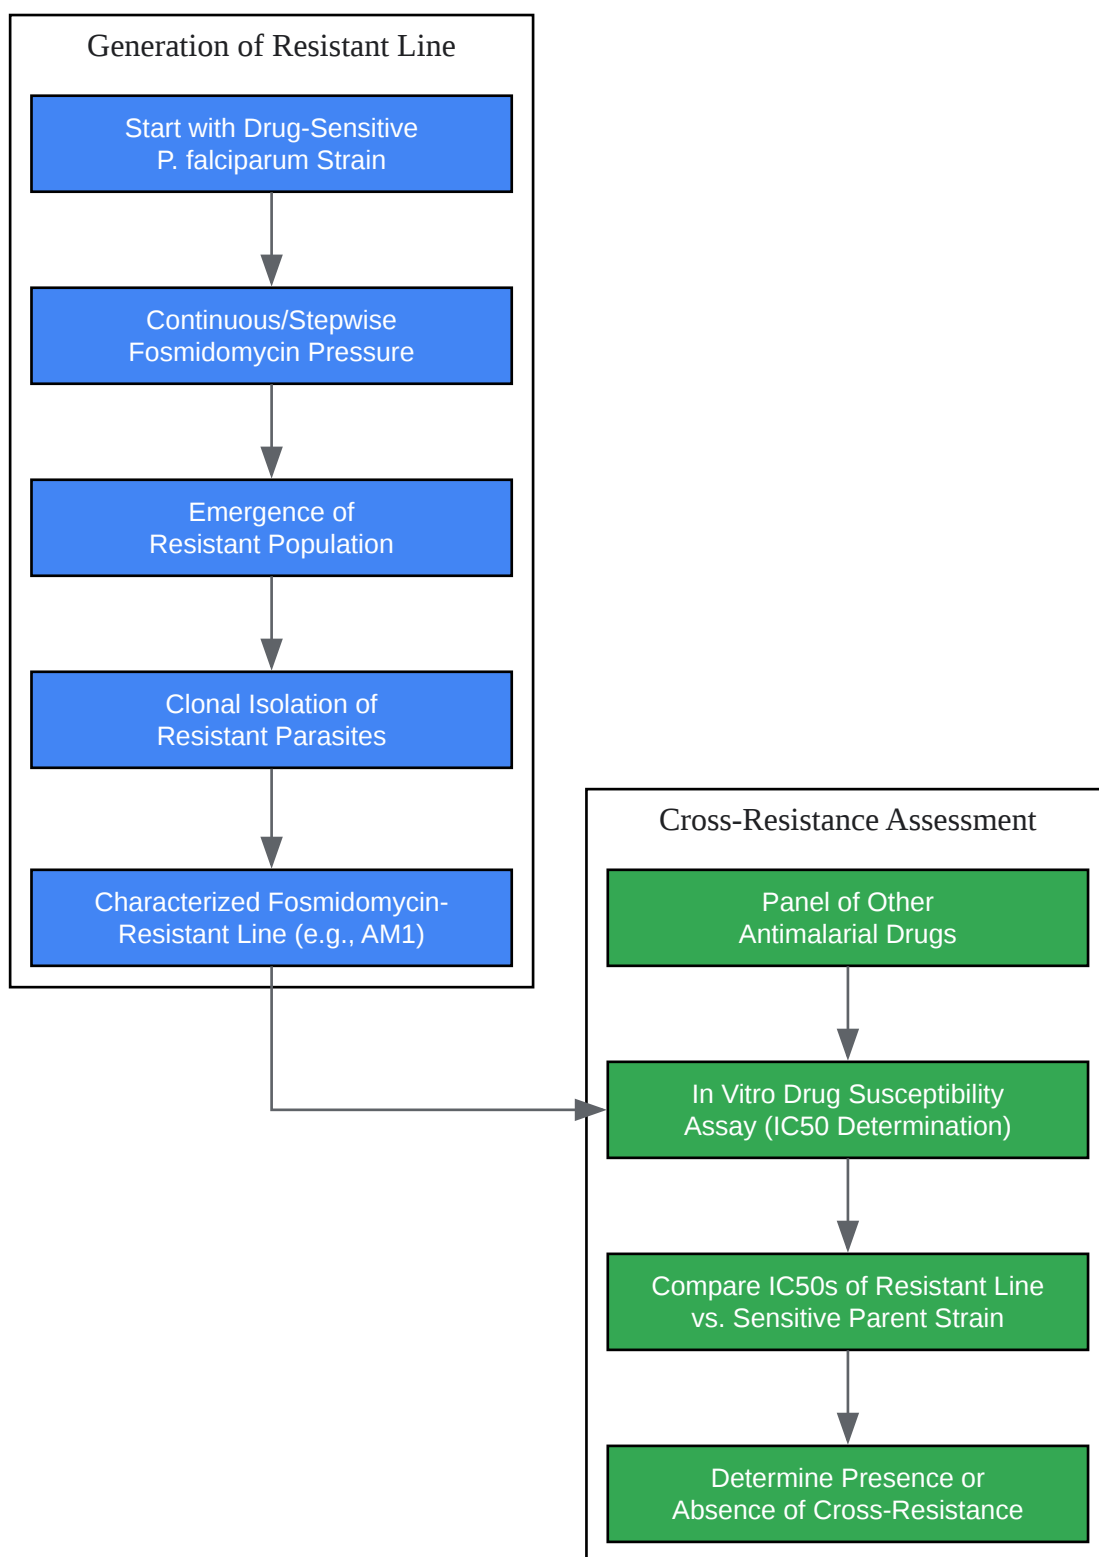 Generation of Resistant Line
Start with Drug-Sensitive
P. falciparum Strain
Continuous/Stepwise
Fosmidomycin Pressure
Emergence of
Resistant Population
Clonal Isolation of
Resistant Parasites
Characterized Fosmidomycin-
Resistant Line (e.g., AM1)
Cross-Resistance Assessment
Panel of Other
Antimalarial Drugs
In Vitro Drug Susceptibility
Assay (IC50 Determination)
Compare IC50s of Resistant Line
vs. Sensitive Parent Strain
Determine Presence or
Absence of Cross-Resistance